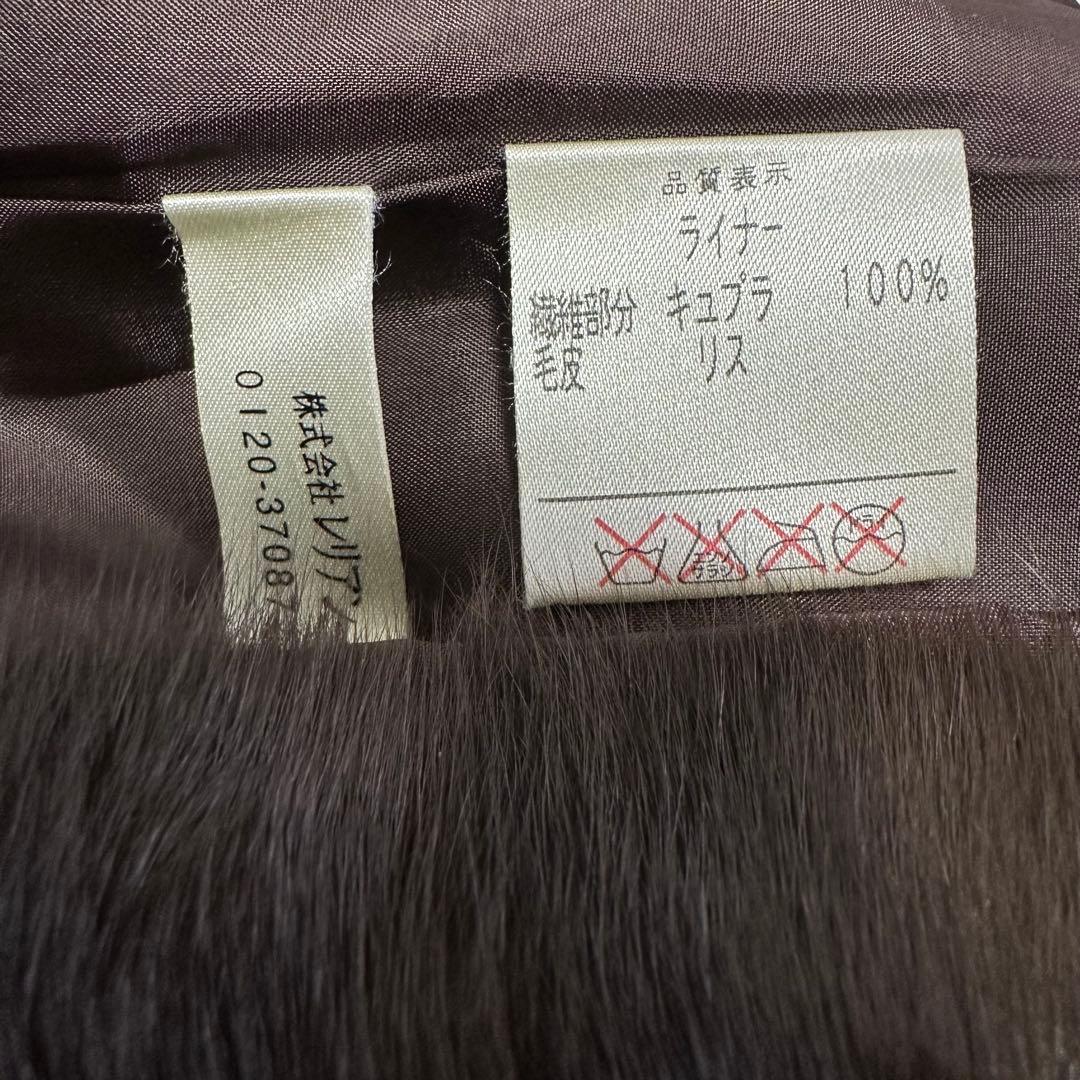 株式会社レリアン
0120-37087
品質表示
ライナー
繊維部分 キュプラ 100%
毛皮 リス